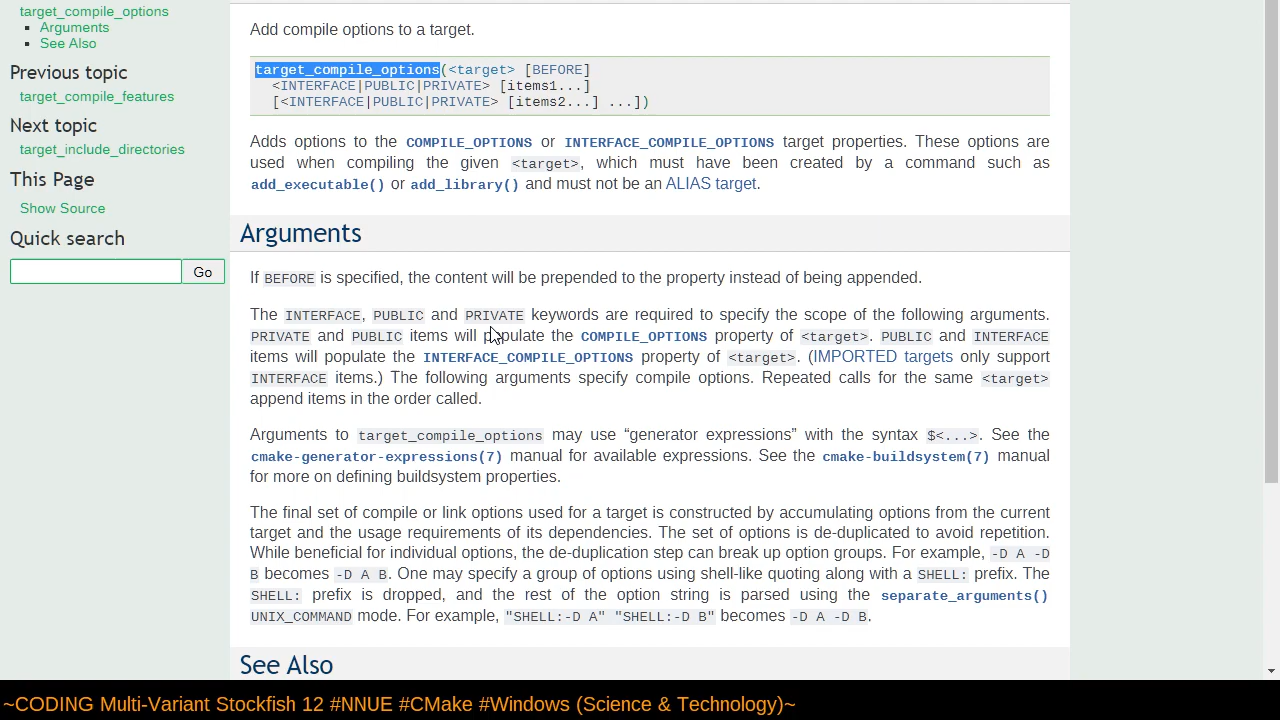 target_compile_options
Arguments
See Also
Previous topic
target_compile_features
Next topic
target_include_directories
This Page
Show Source
Quick search
Go
Add compile options to a target.
target_compile_options(<target> [BEFORE]
<INTERFACE|PUBLIC|PRIVATE> [items1...]
[<INTERFACE|PUBLIC|PRIVATE> [items2...] ...])
Adds options to the COMPILE_OPTIONS or INTERFACE_COMPILE_OPTIONS target properties. These options are
used when compiling the given <target>, which must have been created by a command such as
add_executable() or add_library() and must not be an ALIAS target.
Arguments
If BEFORE is specified, the content will be prepended to the property instead of being appended.
The INTERFACE, PUBLIC and PRIVATE keywords are required to specify the scope of the following arguments.
PRIVATE and PUBLIC items will populate the COMPILE_OPTIONS property of <target>. PUBLIC and INTERFACE
items will populate the INTERFACE_COMPILE_OPTIONS property of <target>. (IMPORTED targets only support
INTERFACE items.) The following arguments specify compile options. Repeated calls for the same <target>
append items in the order called.
Arguments to target_compile_options may use “generator expressions” with the syntax $<...>. See the
cmake-generator-expressions(7) manual for available expressions. See the cmake-buildsystem(7) manual
for more on defining buildsystem properties.
The final set of compile or link options used for a target is constructed by accumulating options from the current
target and the usage requirements of its dependencies. The set of options is de-duplicated to avoid repetition.
While beneficial for individual options, the de-duplication step can break up option groups. For example, -D A -D
B becomes -D A B. One may specify a group of options using shell-like quoting along with a SHELL: prefix. The
SHELL: prefix is dropped, and the rest of the option string is parsed using the separate_arguments()
UNIX_COMMAND mode. For example, "SHELL:-D A" "SHELL:-D B" becomes -D A -D B.
See Also
~CODING Multi-Variant Stockfish 12 #NNUE #CMake #Windows (Science & Technology)~